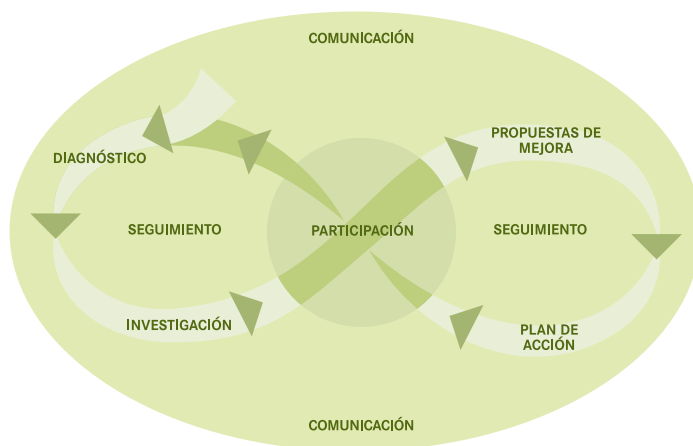 COMUNICACIÓN
PROPUESTAS DE
MEJORA
DIAGNÓSTICO
SEGUIMIENTO
PARTICIPACIÓN
SEGUIMIENTO
INVESTIGACIÓN
PLAN DE
ACCIÓN
COMUNICACIÓN